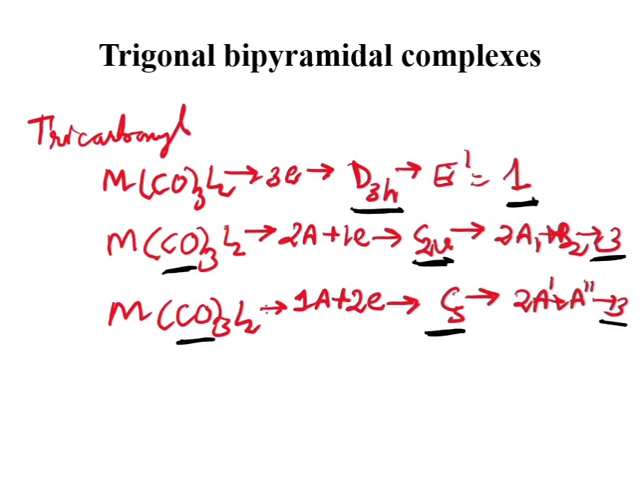 Trigonal bipyramidal complexes
Tricarbonyl
M(CO)₃L₂ → 3e → D₃h → E' = 1
M(CO)₃L₂ → 2A + 1e → C₂v → 2A₁ + B₂ → 3
M(CO)₃L₂ → 1A + 2e → Cs → 2A' + A'' → 3